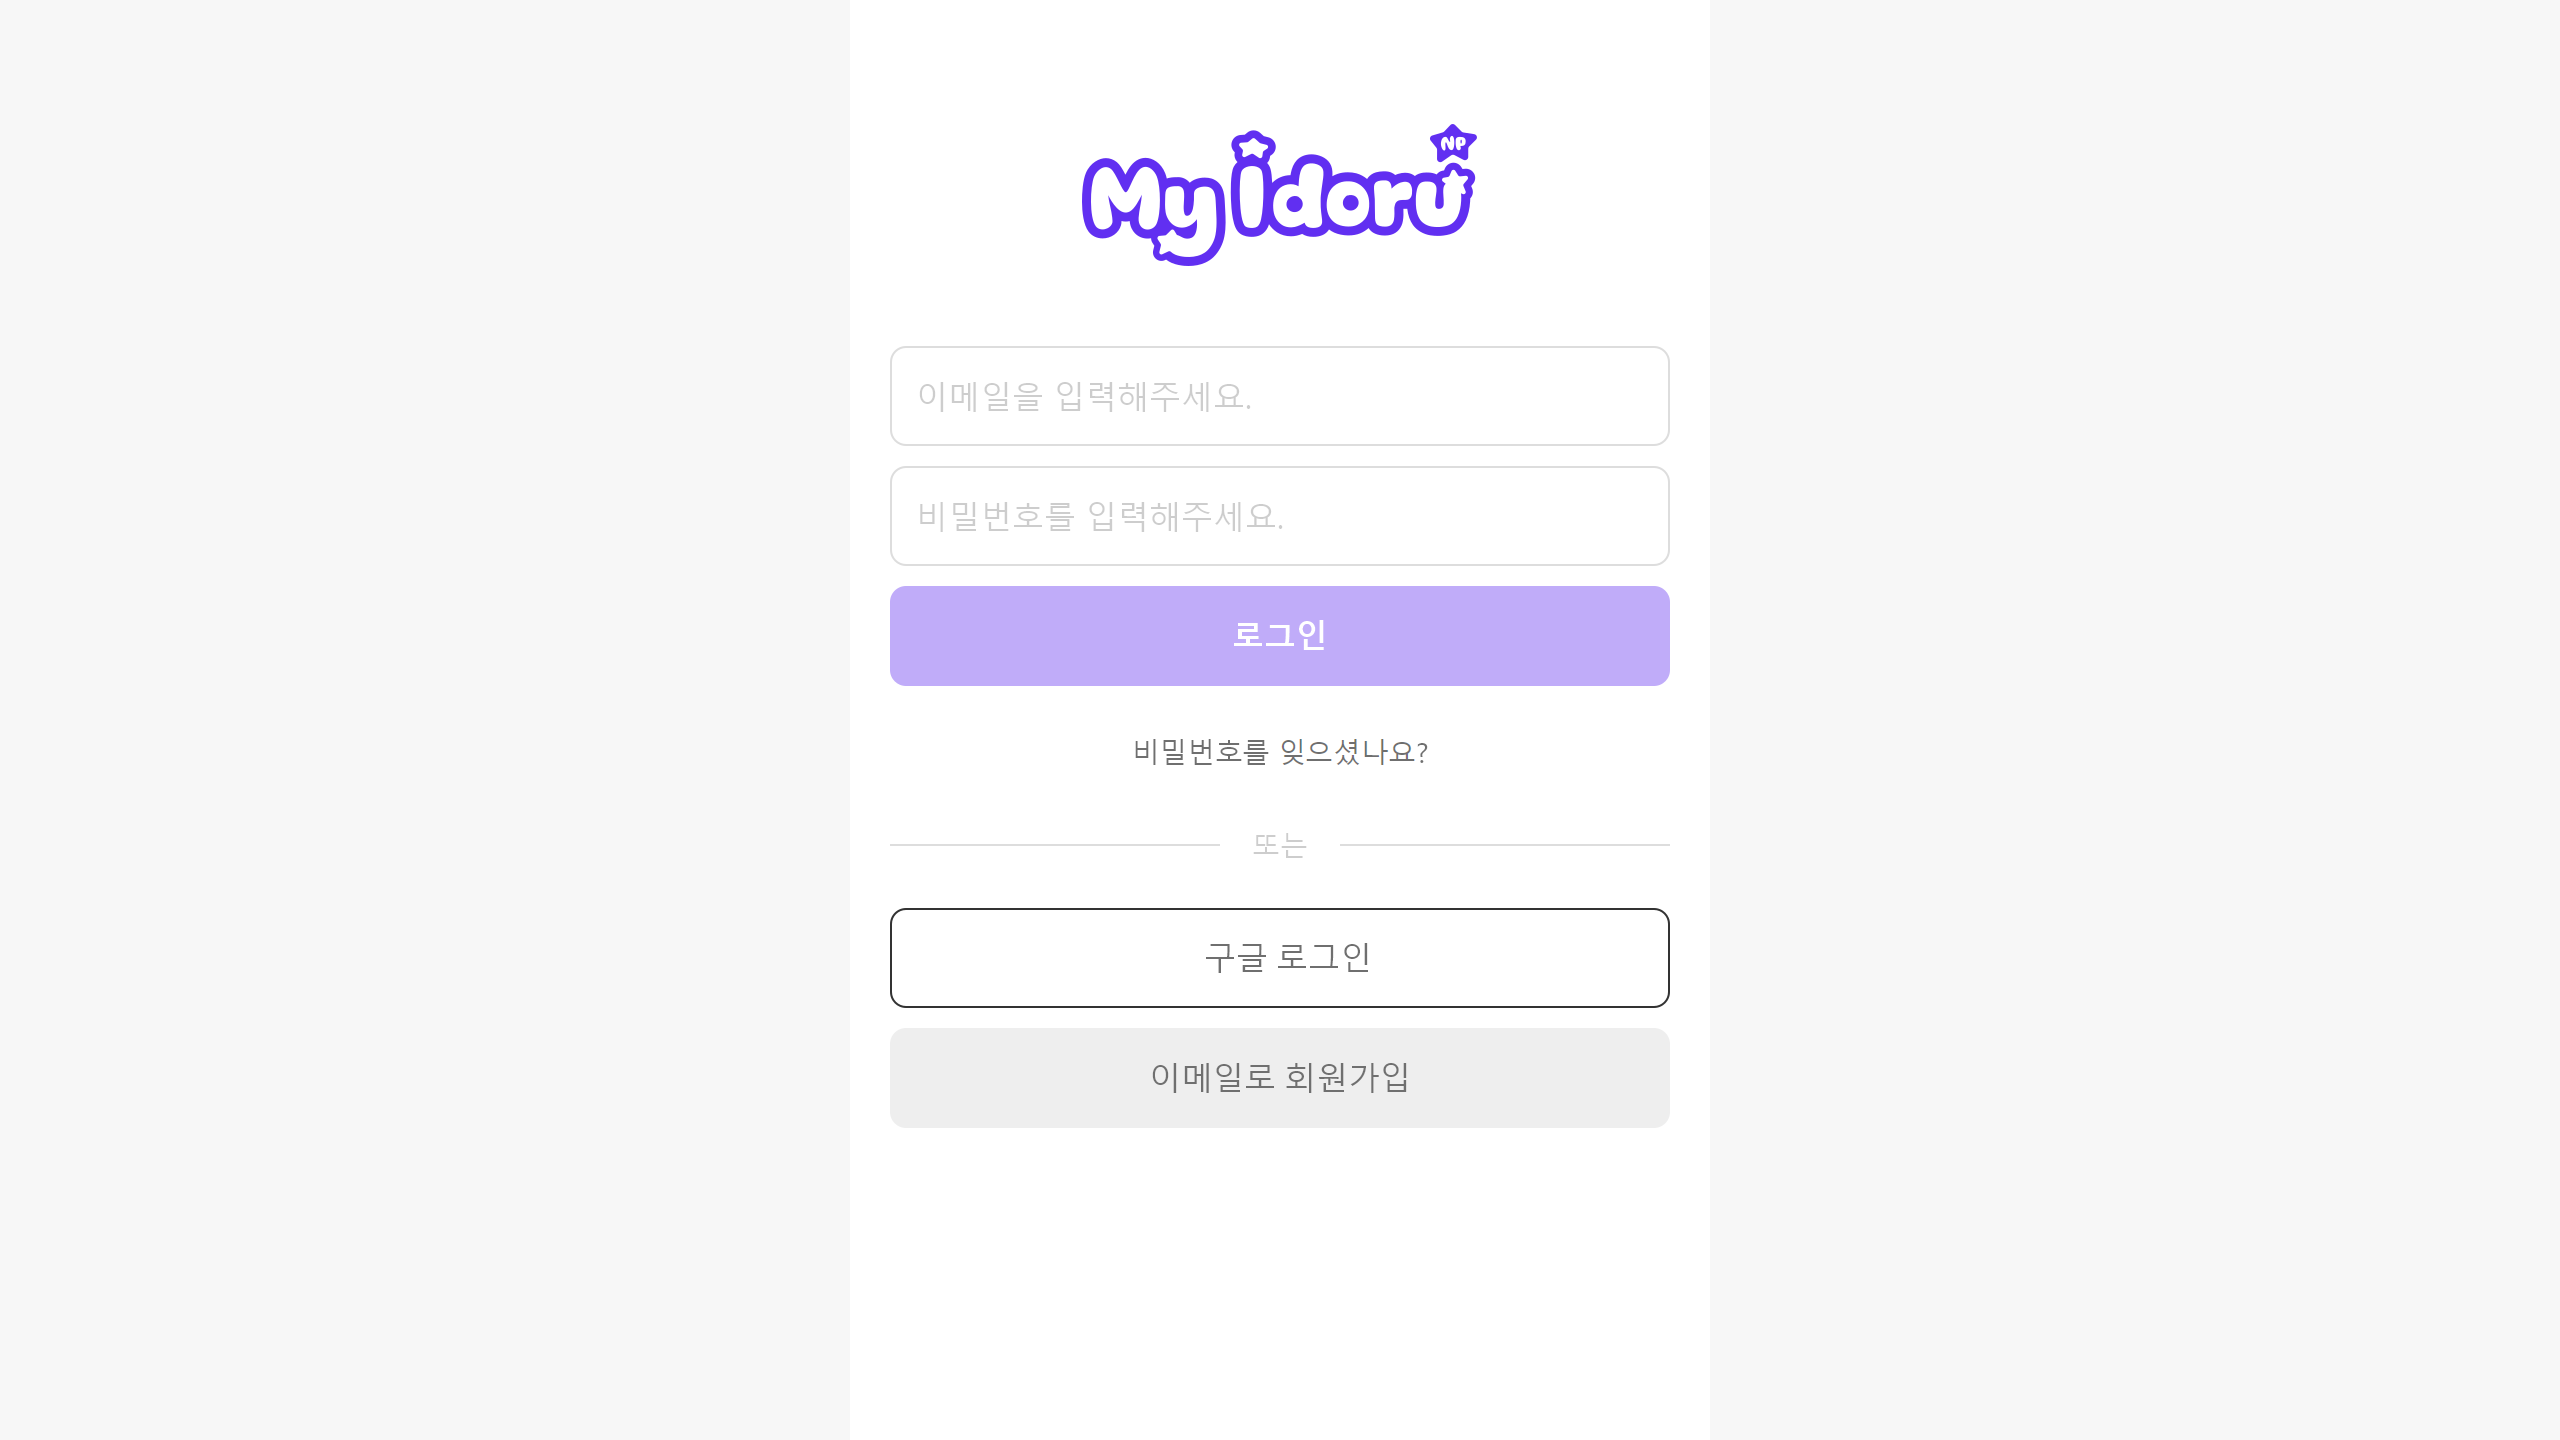 My idoru
NP
이메일을 입력해주세요.
비밀번호를 입력해주세요.
로그인
비밀번호를 잊으셨나요?
또는
구글 로그인
이메일로 회원가입